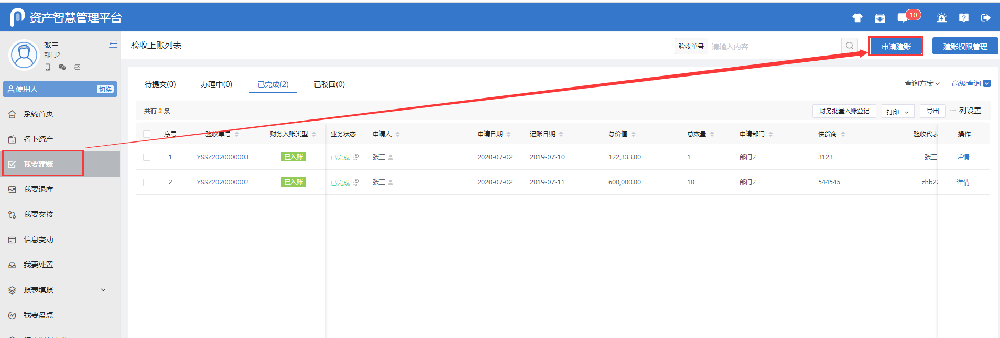 资产智慧管理平台
10
张三
部门2
使用人 切换
系统首页
名下资产
我要建账
我要退库
我要交接
信息变动
我要处置
报表填报
我要盘点
验收上账列表
验收单号 请输入内容
申请建账 建账权限管理
待提交(0) 办理中(0) 已完成(2) 已驳回(0)
查询方案 高级查询
共有 2 条
财务批量入账登记 打印 导出 列设置
序号 验收单号 财务入账类型 业务状态 申请人 申请日期 记账日期 总价值 总数量 申请部门 供货商 验收代表 操作
1 YSSZ2020000003 已入账 已完成 张三 2020-07-02 2019-07-10 122,333.00 1 部门2 3123 张三 详情
2 YSSZ2020000002 已入账 已完成 张三 2020-07-02 2019-07-11 600,000.00 10 部门2 544545 zhb22 详情